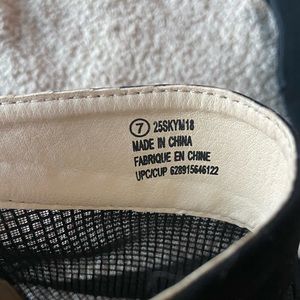 7 25SKYM18
MADE IN CHINA
FABRIQUE EN CHINE
UPC/CUP 628915646122